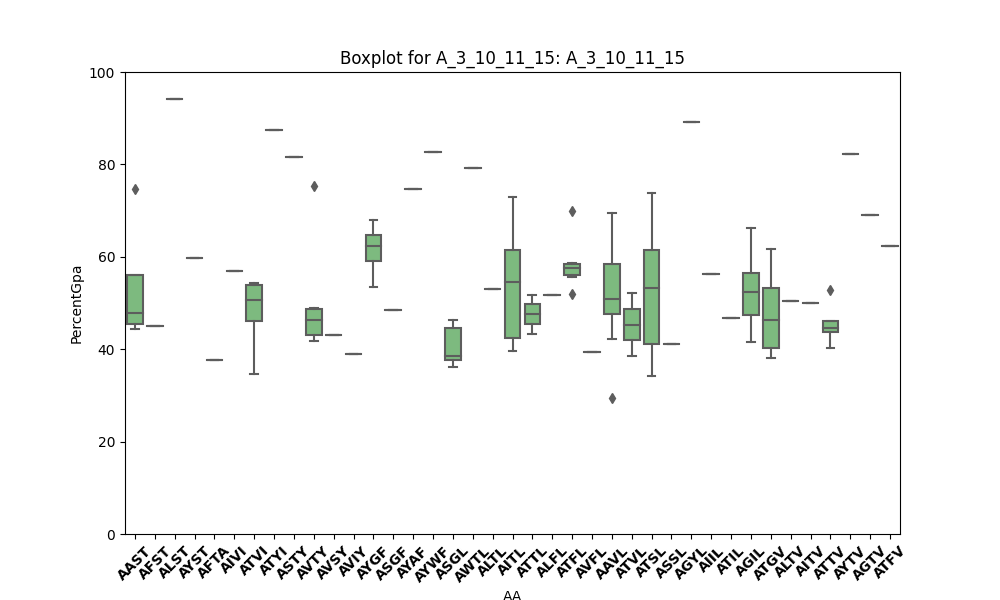 Boxplot for A_3_10_11_15: A_3_10_11_15
100
80
60
40
20
0
PercentGpa
AAST AFST ALST AYST AFTA AIVI ATVI ATYI ASTY AVTY AVSY AVIY AYGF ASGF AYAF AYWF ASGL AWTL ALTL AITL ATTL ALFL ATFL AVFL AAVL ATVL ATSL ASSL AGYL AIIL ATIL AGIL ATGV ALTV AITV ATTV AYTV AGTV ATFV
AA